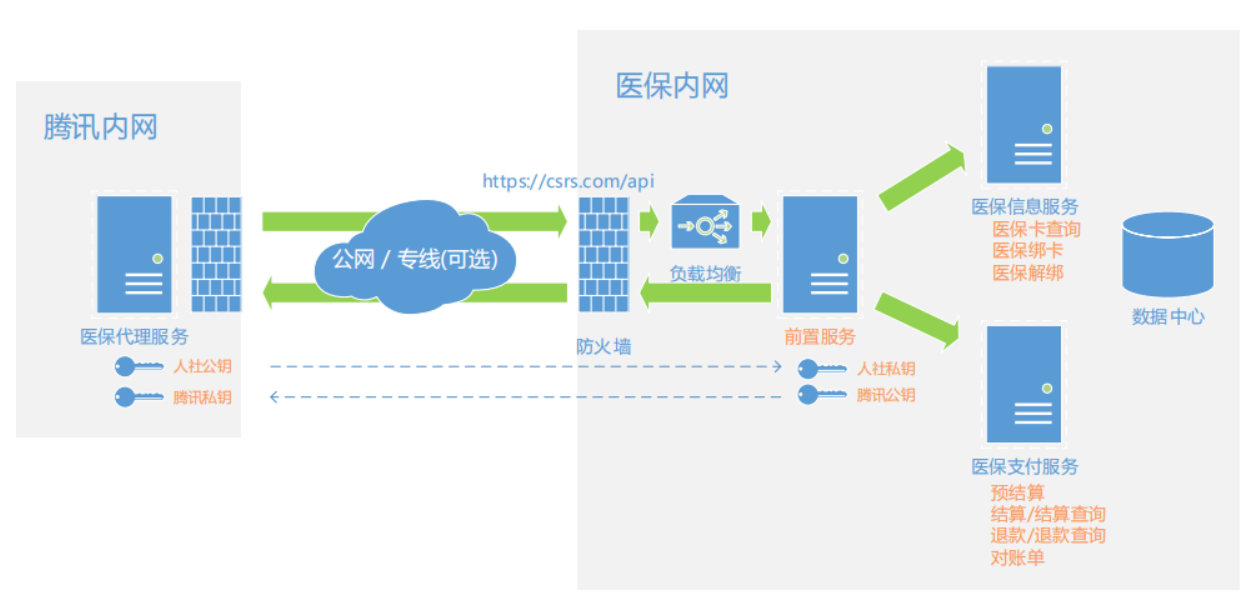 腾讯内网
医保代理服务
人社公钥
腾讯私钥
公网 / 专线(可选)
https://csrs.com/api
防火墙
医保内网
负载均衡
前置服务
人社私钥
腾讯公钥
医保信息服务
医保卡查询
医保绑卡
医保解绑
数据中心
医保支付服务
预结算
结算/结算查询
退款/退款查询
对账单